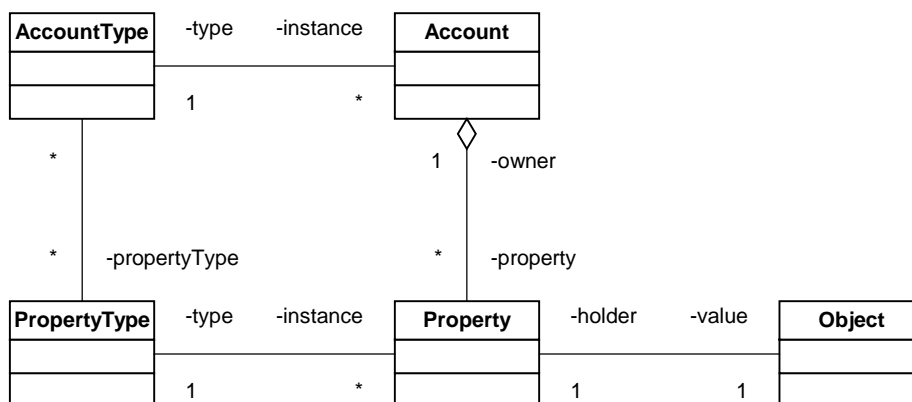 AccountType -type -instance Account
1 *
* 1 -owner
* -propertyType * -property
PropertyType -type -instance Property -holder -value Object
1 * 1 1